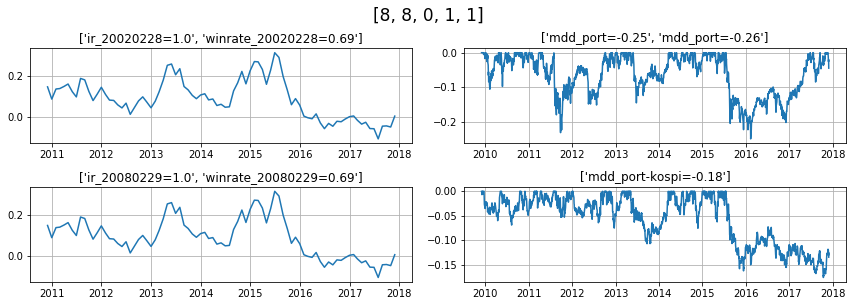 [8, 8, 0, 1, 1]
['ir_20020228=1.0', 'winrate_20020228=0.69']
0.2
0.0
2011 2012 2013 2014 2015 2016 2017 2018
['mdd_port=-0.25', 'mdd_port=-0.26']
0.0
−0.1
−0.2
2010 2011 2012 2013 2014 2015 2016 2017 2018
['ir_20080229=1.0', 'winrate_20080229=0.69']
0.2
0.0
2011 2012 2013 2014 2015 2016 2017 2018
['mdd_port-kospi=-0.18']
0.00
−0.05
−0.10
−0.15
2010 2011 2012 2013 2014 2015 2016 2017 2018